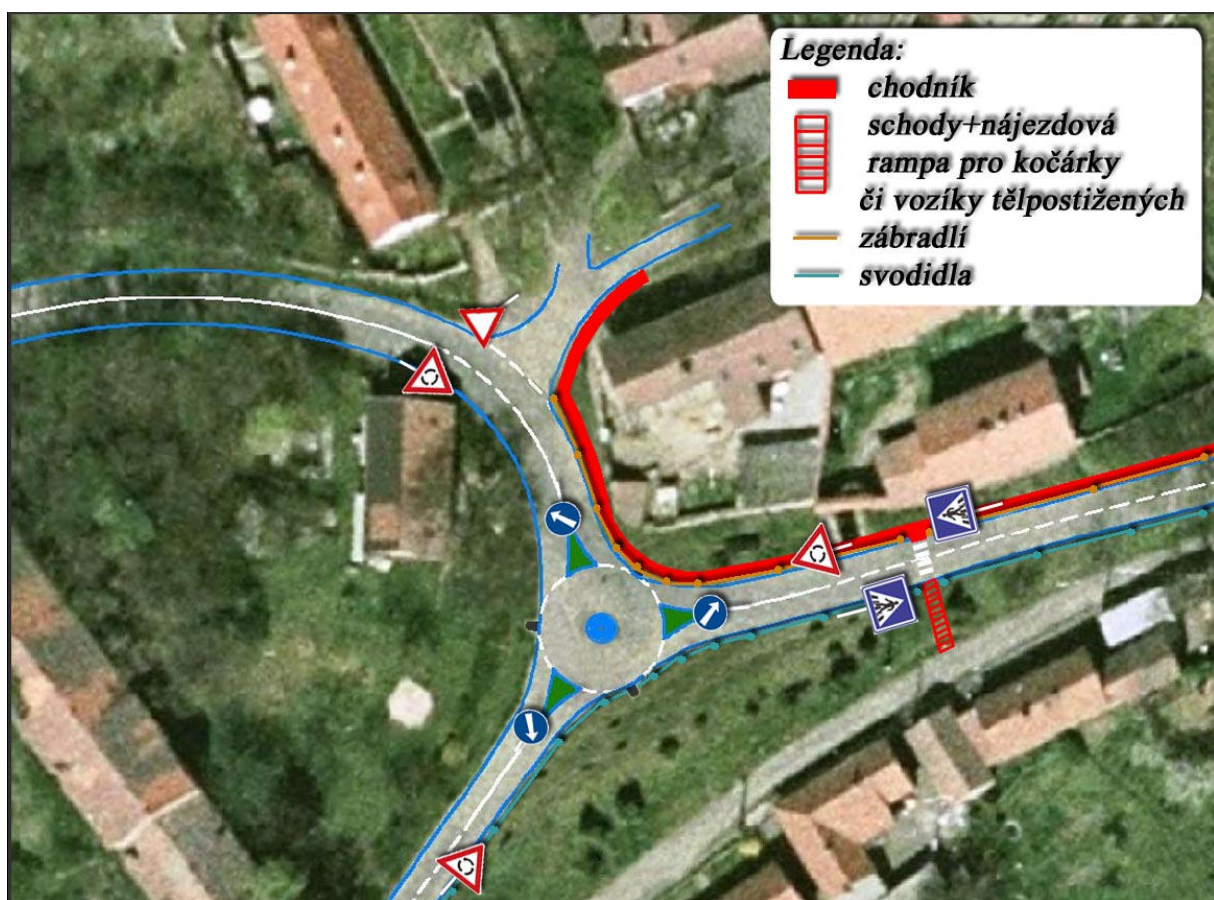 Legenda:
chodník
schody+nájezdová
rampa pro kočárky
či vozíky tělpostižených
zábradlí
svodidla